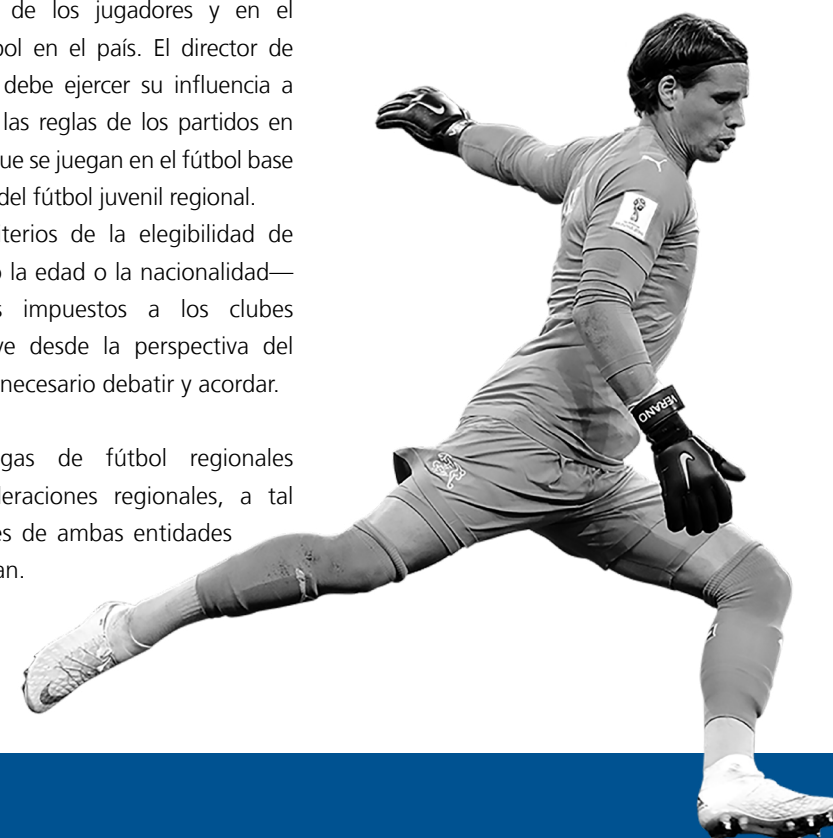 de los jugadores y en el
bol en el país. El director de
debe ejercer su influencia a
las reglas de los partidos en
ue se juegan en el fútbol base
del fútbol juvenil regional.
terios de la elegibilidad de
o la edad o la nacionalidad—
s impuestos a los clubes
ve desde la perspectiva del
necesario debatir y acordar.
gas de fútbol regionales
deraciones regionales, a tal
es de ambas entidades
an.
VERANO